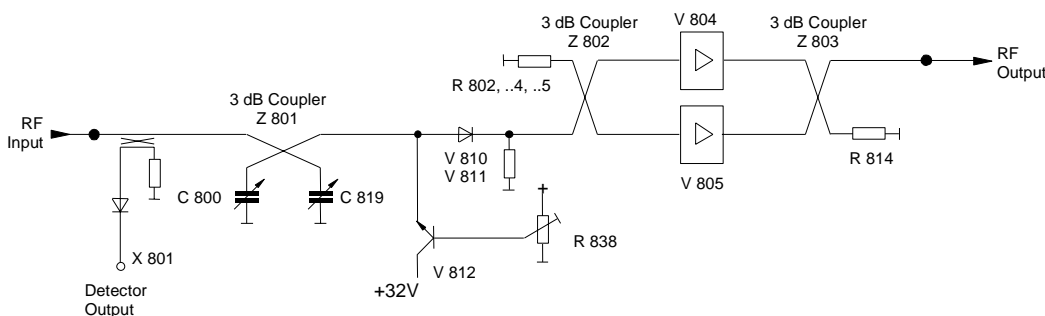 3 dB Coupler
Z 802
V 804
3 dB Coupler
Z 803
RF
Output
R 802, ..4, ..5
3 dB Coupler
Z 801
RF
Input
V 810
V 811
R 814
V 805
C 800
C 819
+
R 838
X 801
V 812
+32V
Detector
Output